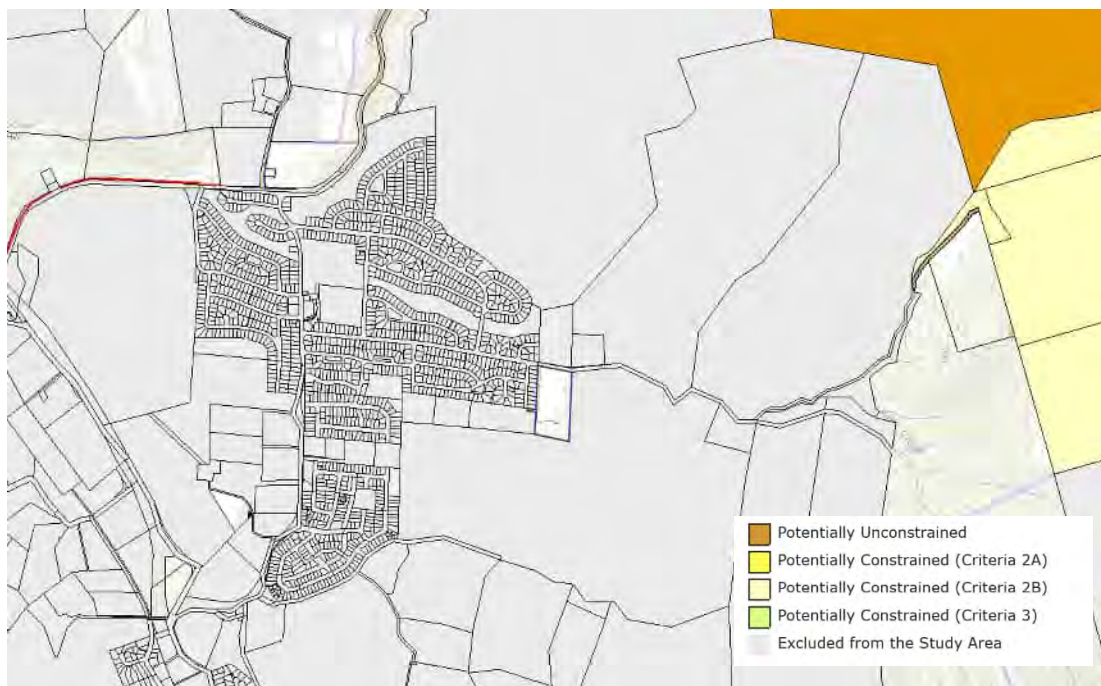 Potentially Unconstrained
Potentially Constrained (Criteria 2A)
Potentially Constrained (Criteria 2B)
Potentially Constrained (Criteria 3)
Excluded from the Study Area